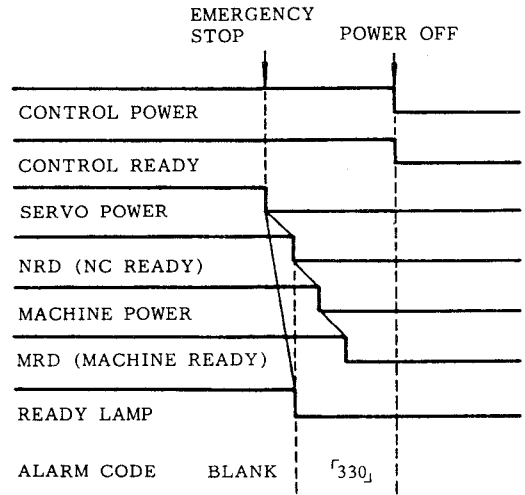 EMERGENCY
STOP
POWER OFF
CONTROL POWER
CONTROL READY
SERVO POWER
NRD (NC READY)
MACHINE POWER
MRD (MACHINE READY)
READY LAMP
ALARM CODE BLANK ｢330｣